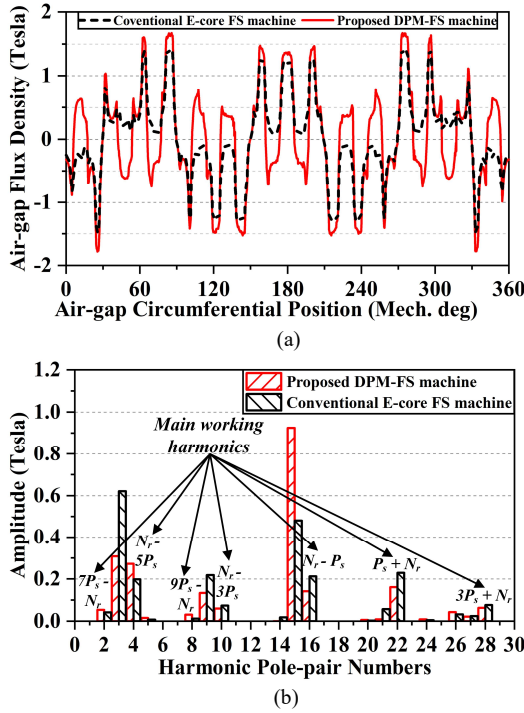 Conventional E-core FS machine Proposed DPM-FS machine
Air-gap Flux Density (Tesla)
2
1
0
-1
-2
0 60 120 180 240 300 360
Air-gap Circumferential Position (Mech. deg)
(a)
Amplitude (Tesla)
1.2
1.0
0.8
0.6
0.4
0.2
0.0
Proposed DPM-FS machine
Conventional E-core FS machine
Main working
harmonics
7Ps -
Nr
Nr -
5Ps
9Ps -
Nr
Nr -
3Ps
Nr - Ps
Ps + Nr
3Ps + Nr
0 2 4 6 8 10 12 14 16 18 20 22 24 26 28 30
Harmonic Pole-pair Numbers
(b)